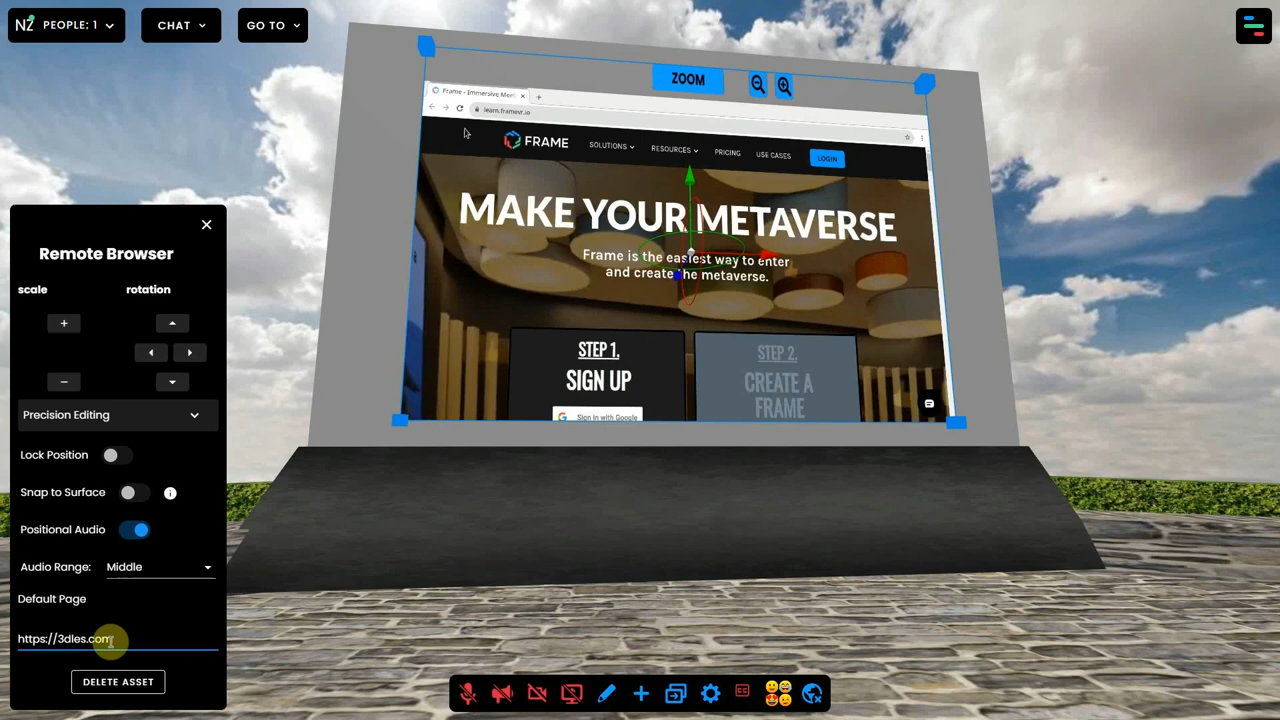 NZ PEOPLE: 1
CHAT
GO TO
ZOOM
Frame - Immersive Meet
learn.framevr.io
FRAME
SOLUTIONS
RESOURCES
PRICING
USE CASES
LOGIN
MAKE YOUR METAVERSE
Frame is the easiest way to enter
and create the metaverse.
STEP 1.
SIGN UP
Sign in with Google
STEP 2.
CREATE A
FRAME
Remote Browser
scale
rotation
Precision Editing
Lock Position
Snap to Surface
Positional Audio
Audio Range: Middle
Default Page
https://3dles.com
DELETE ASSET
CC